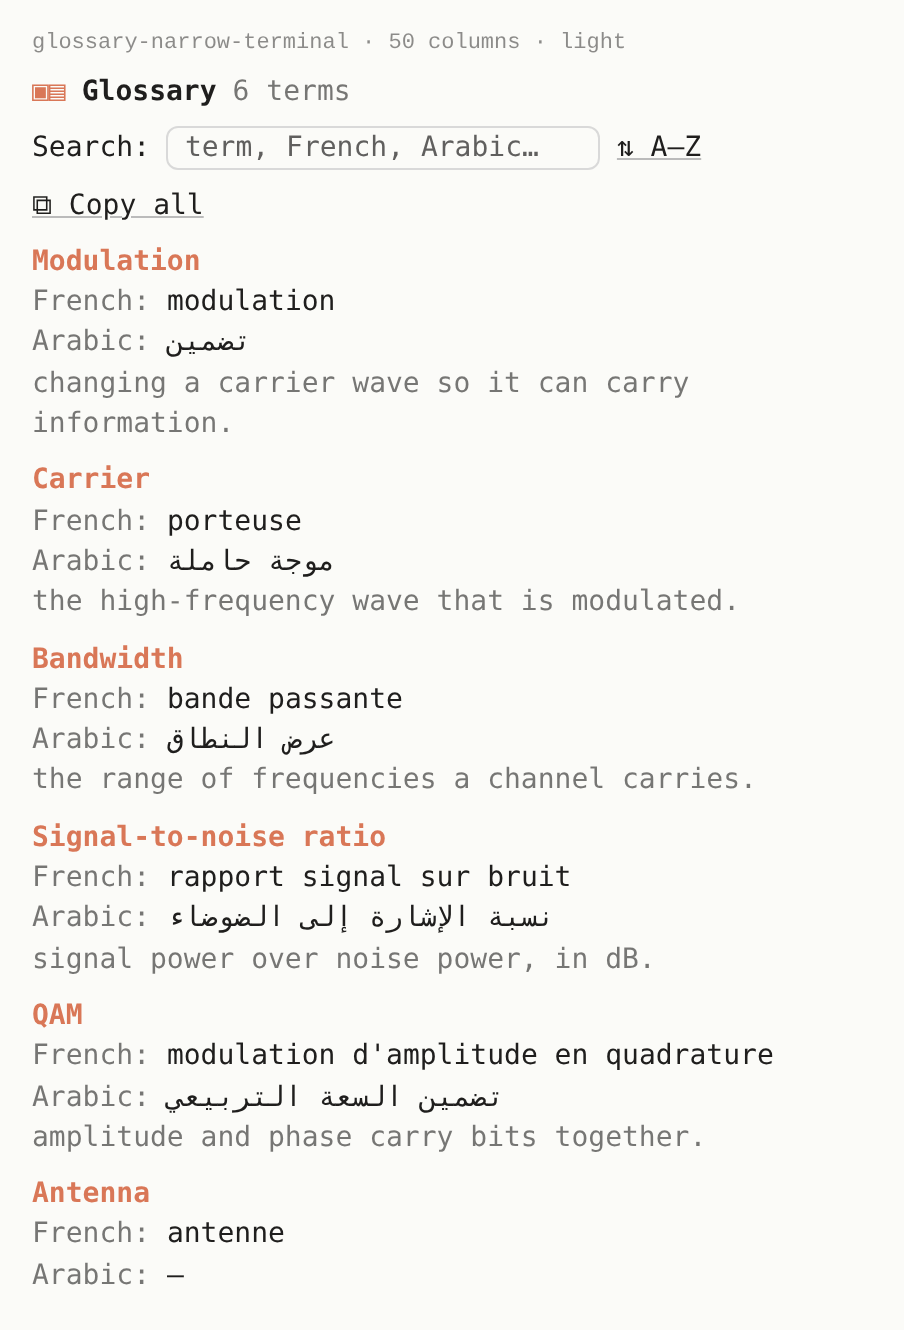 glossary-narrow-terminal · 50 columns · light
▣▤ Glossary 6 terms
Search: term, French, Arabic… ⇅ A–Z
⧉ Copy all
Modulation
French: modulation
Arabic: تضمين
changing a carrier wave so it can carry
information.
Carrier
French: porteuse
Arabic: موجة حاملة
the high-frequency wave that is modulated.
Bandwidth
French: bande passante
Arabic: عرض النطاق
the range of frequencies a channel carries.
Signal-to-noise ratio
French: rapport signal sur bruit
Arabic: نسبة الإشارة إلى الضوضاء
signal power over noise power, in dB.
QAM
French: modulation d'amplitude en quadrature
Arabic: تضمين السعة التربيعي
amplitude and phase carry bits together.
Antenna
French: antenne
Arabic: —